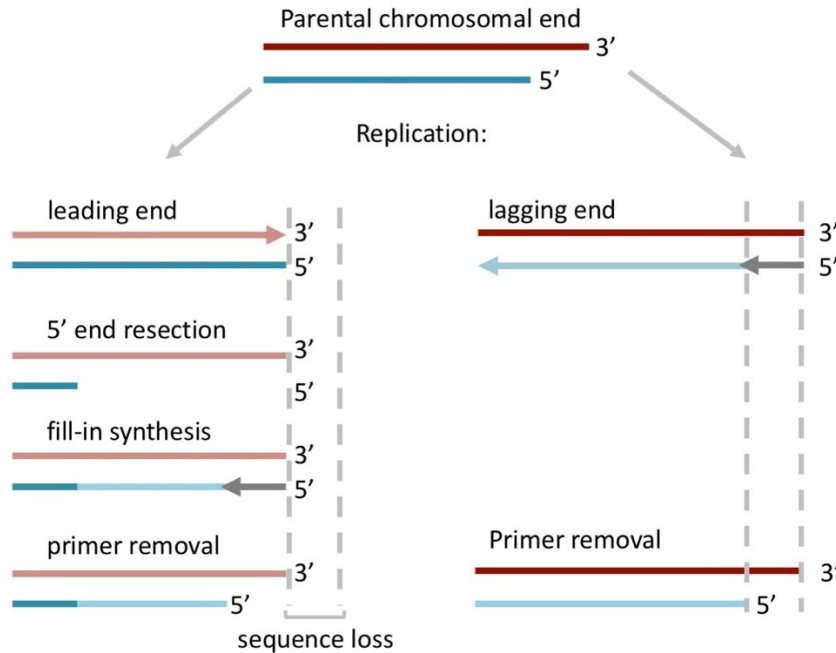 Parental chromosomal end
3’
5’
Replication:
leading end
3’
5’
lagging end
3’
5’
5’ end resection
3’
5’
fill-in synthesis
3’
5’
primer removal
3’
5’
Primer removal
3’
5’
sequence loss